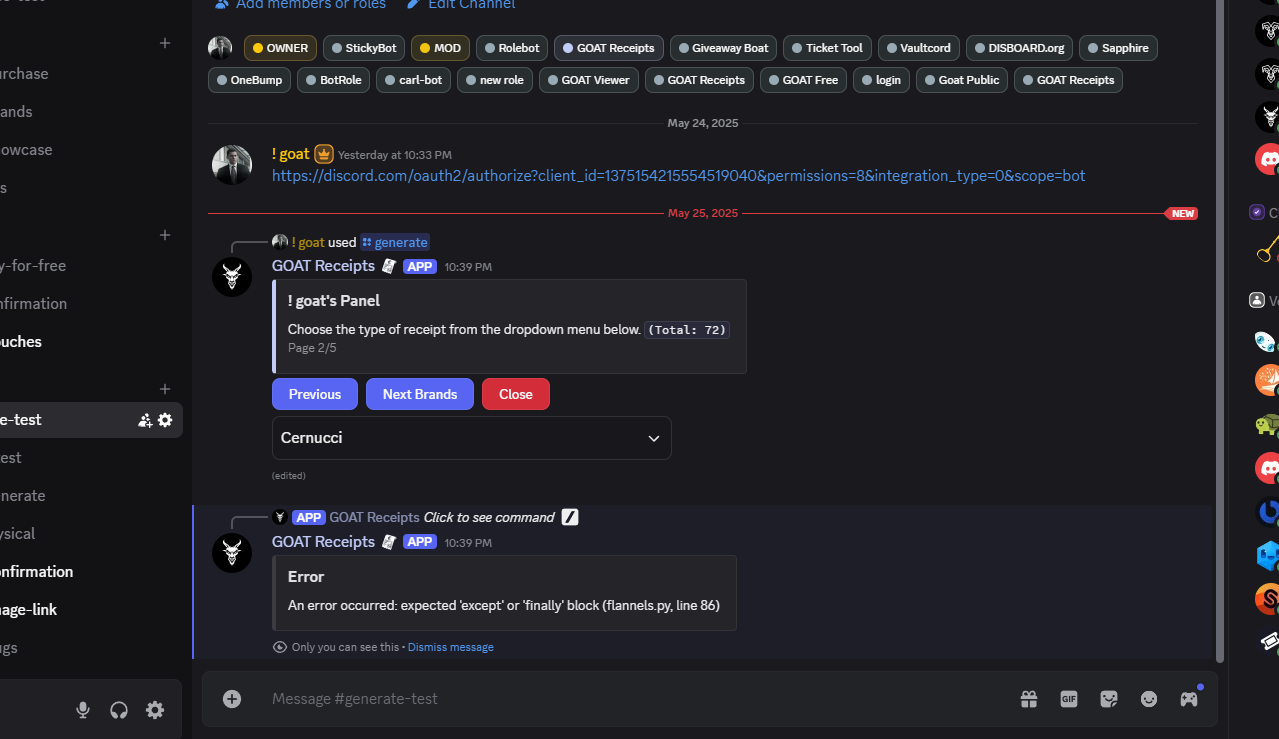 Add members or roles Edit Channel
OWNER StickyBot MOD Rolebot GOAT Receipts Giveaway Boat Ticket Tool Vaultcord DISBOARD.org Sapphire
OneBump BotRole carl-bot new role GOAT Viewer GOAT Receipts GOAT Free login Goat Public GOAT Receipts
May 24, 2025
! goat Yesterday at 10:33 PM
https://discord.com/oauth2/authorize?client_id=1375154215554519040&permissions=8&integration_type=0&scope=bot
May 25, 2025 NEW
! goat used generate
GOAT Receipts APP 10:39 PM
! goat's Panel
Choose the type of receipt from the dropdown menu below. (Total: 72)
Page 2/5
Previous Next Brands Close
Cernucci
(edited)
APP GOAT Receipts Click to see command
GOAT Receipts APP 10:39 PM
Error
An error occurred: expected 'except' or 'finally' block (flannels.py, line 86)
Only you can see this • Dismiss message
Message #generate-test
GIF
urchase
ands
owcase
s
y-for-free
nfirmation
ouches
e-test
est
nerate
ysical
onfirmation
age-link
gs
C
Ve